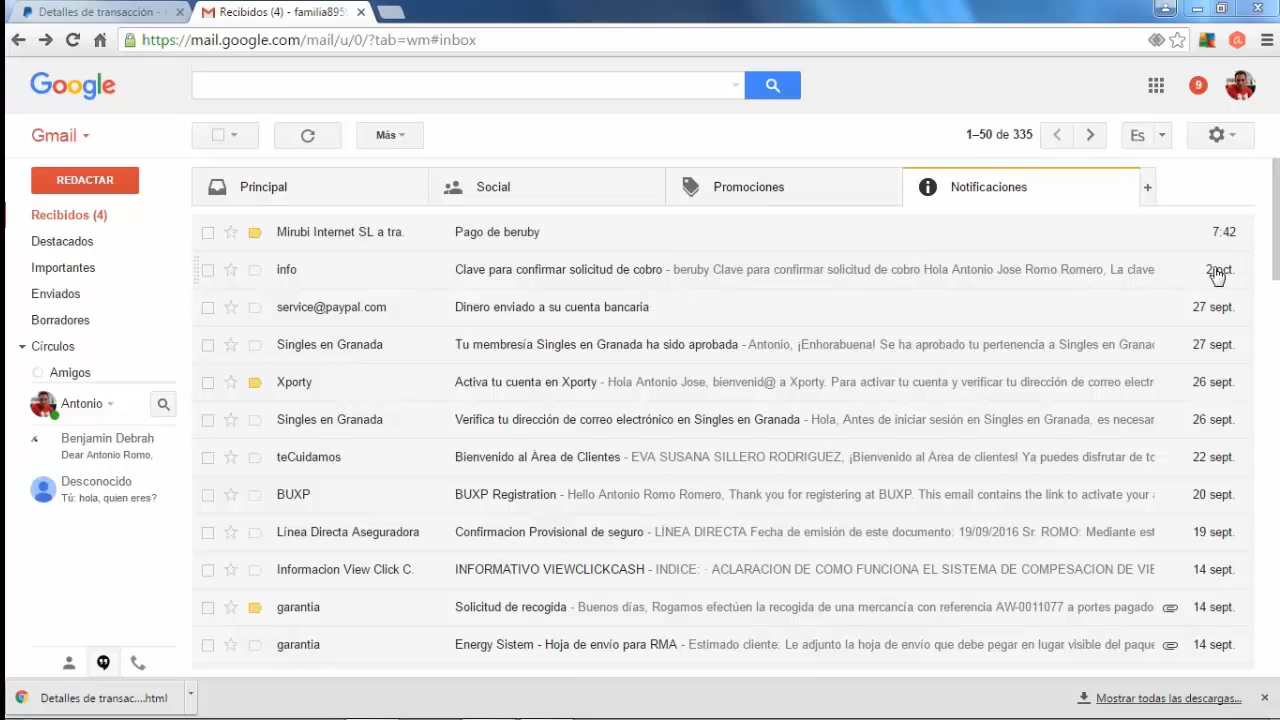 Detalles de transacción -
Recibidos (4) - familia895
https://mail.google.com/mail/u/0/?tab=wm#inbox
Google
9
Gmail
Más
1–50 de 335
Es
REDACTAR
Principal
Social
Promociones
Notificaciones
+
Recibidos (4)
Destacados
Importantes
Enviados
Borradores
Círculos
Amigos
Antonio
Benjamin Debrah
Dear Antonio Romo,
Desconocido
Tú: hola, quien eres?
Mirubi Internet SL a tra. Pago de beruby 7:42
info Clave para confirmar solicitud de cobro - beruby Clave para confirmar solicitud de cobro Hola Antonio Jose Romo Romero, La clave 2 oct.
service@paypal.com Dinero enviado a su cuenta bancaria 27 sept.
Singles en Granada Tu membresía Singles en Granada ha sido aprobada - Antonio, ¡Enhorabuena! Se ha aprobado tu pertenencia a Singles en Granac 27 sept.
Xporty Activa tu cuenta en Xporty - Hola Antonio Jose, bienvenid@ a Xporty. Para activar tu cuenta y verificar tu dirección de correo electr 26 sept.
Singles en Granada Verifica tu dirección de correo electrónico en Singles en Granada - Hola, Antes de iniciar sesión en Singles en Granada, es necesar 26 sept.
teCuidamos Bienvenido al Àrea de Clientes - EVA SUSANA SILLERO RODRIGUEZ, ¡Bienvenido al Àrea de clientes! Ya puedes disfrutar de to 22 sept.
BUXP BUXP Registration - Hello Antonio Romo Romero, Thank you for registering at BUXP. This email contains the link to activate your a 20 sept.
Línea Directa Aseguradora Confirmacion Provisional de seguro - LÍNEA DIRECTA Fecha de emisión de este documento: 19/09/2016 Sr. ROMO: Mediante est 19 sept.
Informacion View Click C. INFORMATIVO VIEWCLICKCASH - INDICE: - ACLARACION DE COMO FUNCIONA EL SISTEMA DE COMPESACION DE VIE 14 sept.
garantia Solicitud de recogida - Buenos días, Rogamos efectúen la recogida de una mercancía con referencia AW-0011077 a portes pagado 14 sept.
garantia Energy Sistem - Hoja de envío para RMA - Estimado cliente: Le adjunto la hoja de envío que debe pegar en lugar visible del paque 14 sept.
Detalles de transac....html
Mostrar todas las descargas...